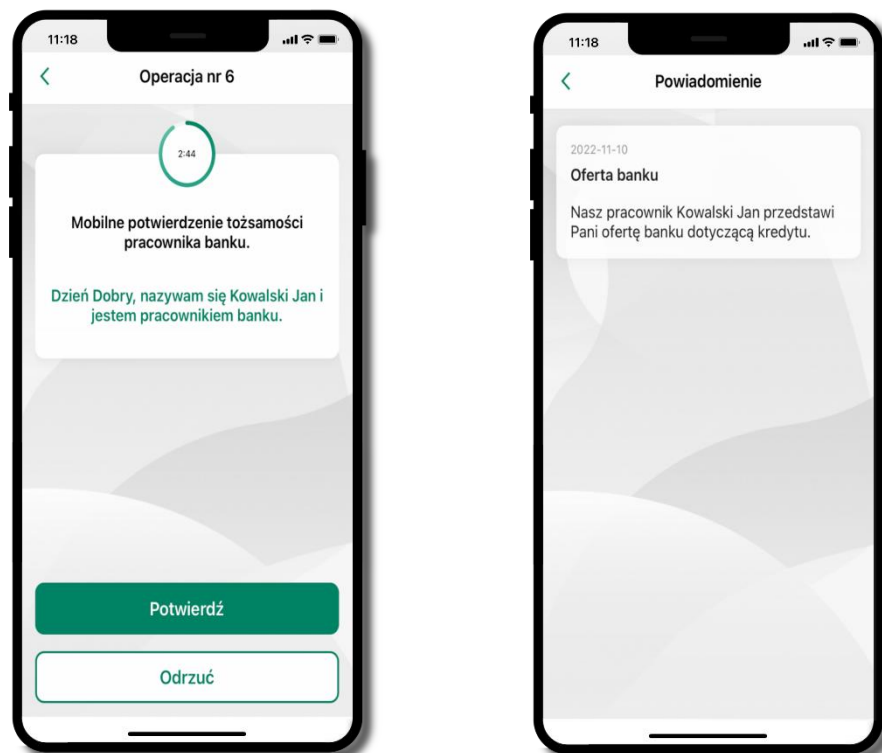 11:18
Operacja nr 6
2:44
Mobilne potwierdzenie tożsamości
pracownika banku.
Dzień Dobry, nazywam się Kowalski Jan i
jestem pracownikiem banku.
Potwierdź
Odrzuć
11:18
Powiadomienie
2022-11-10
Oferta banku
Nasz pracownik Kowalski Jan przedstawi
Pani ofertę banku dotyczącą kredytu.